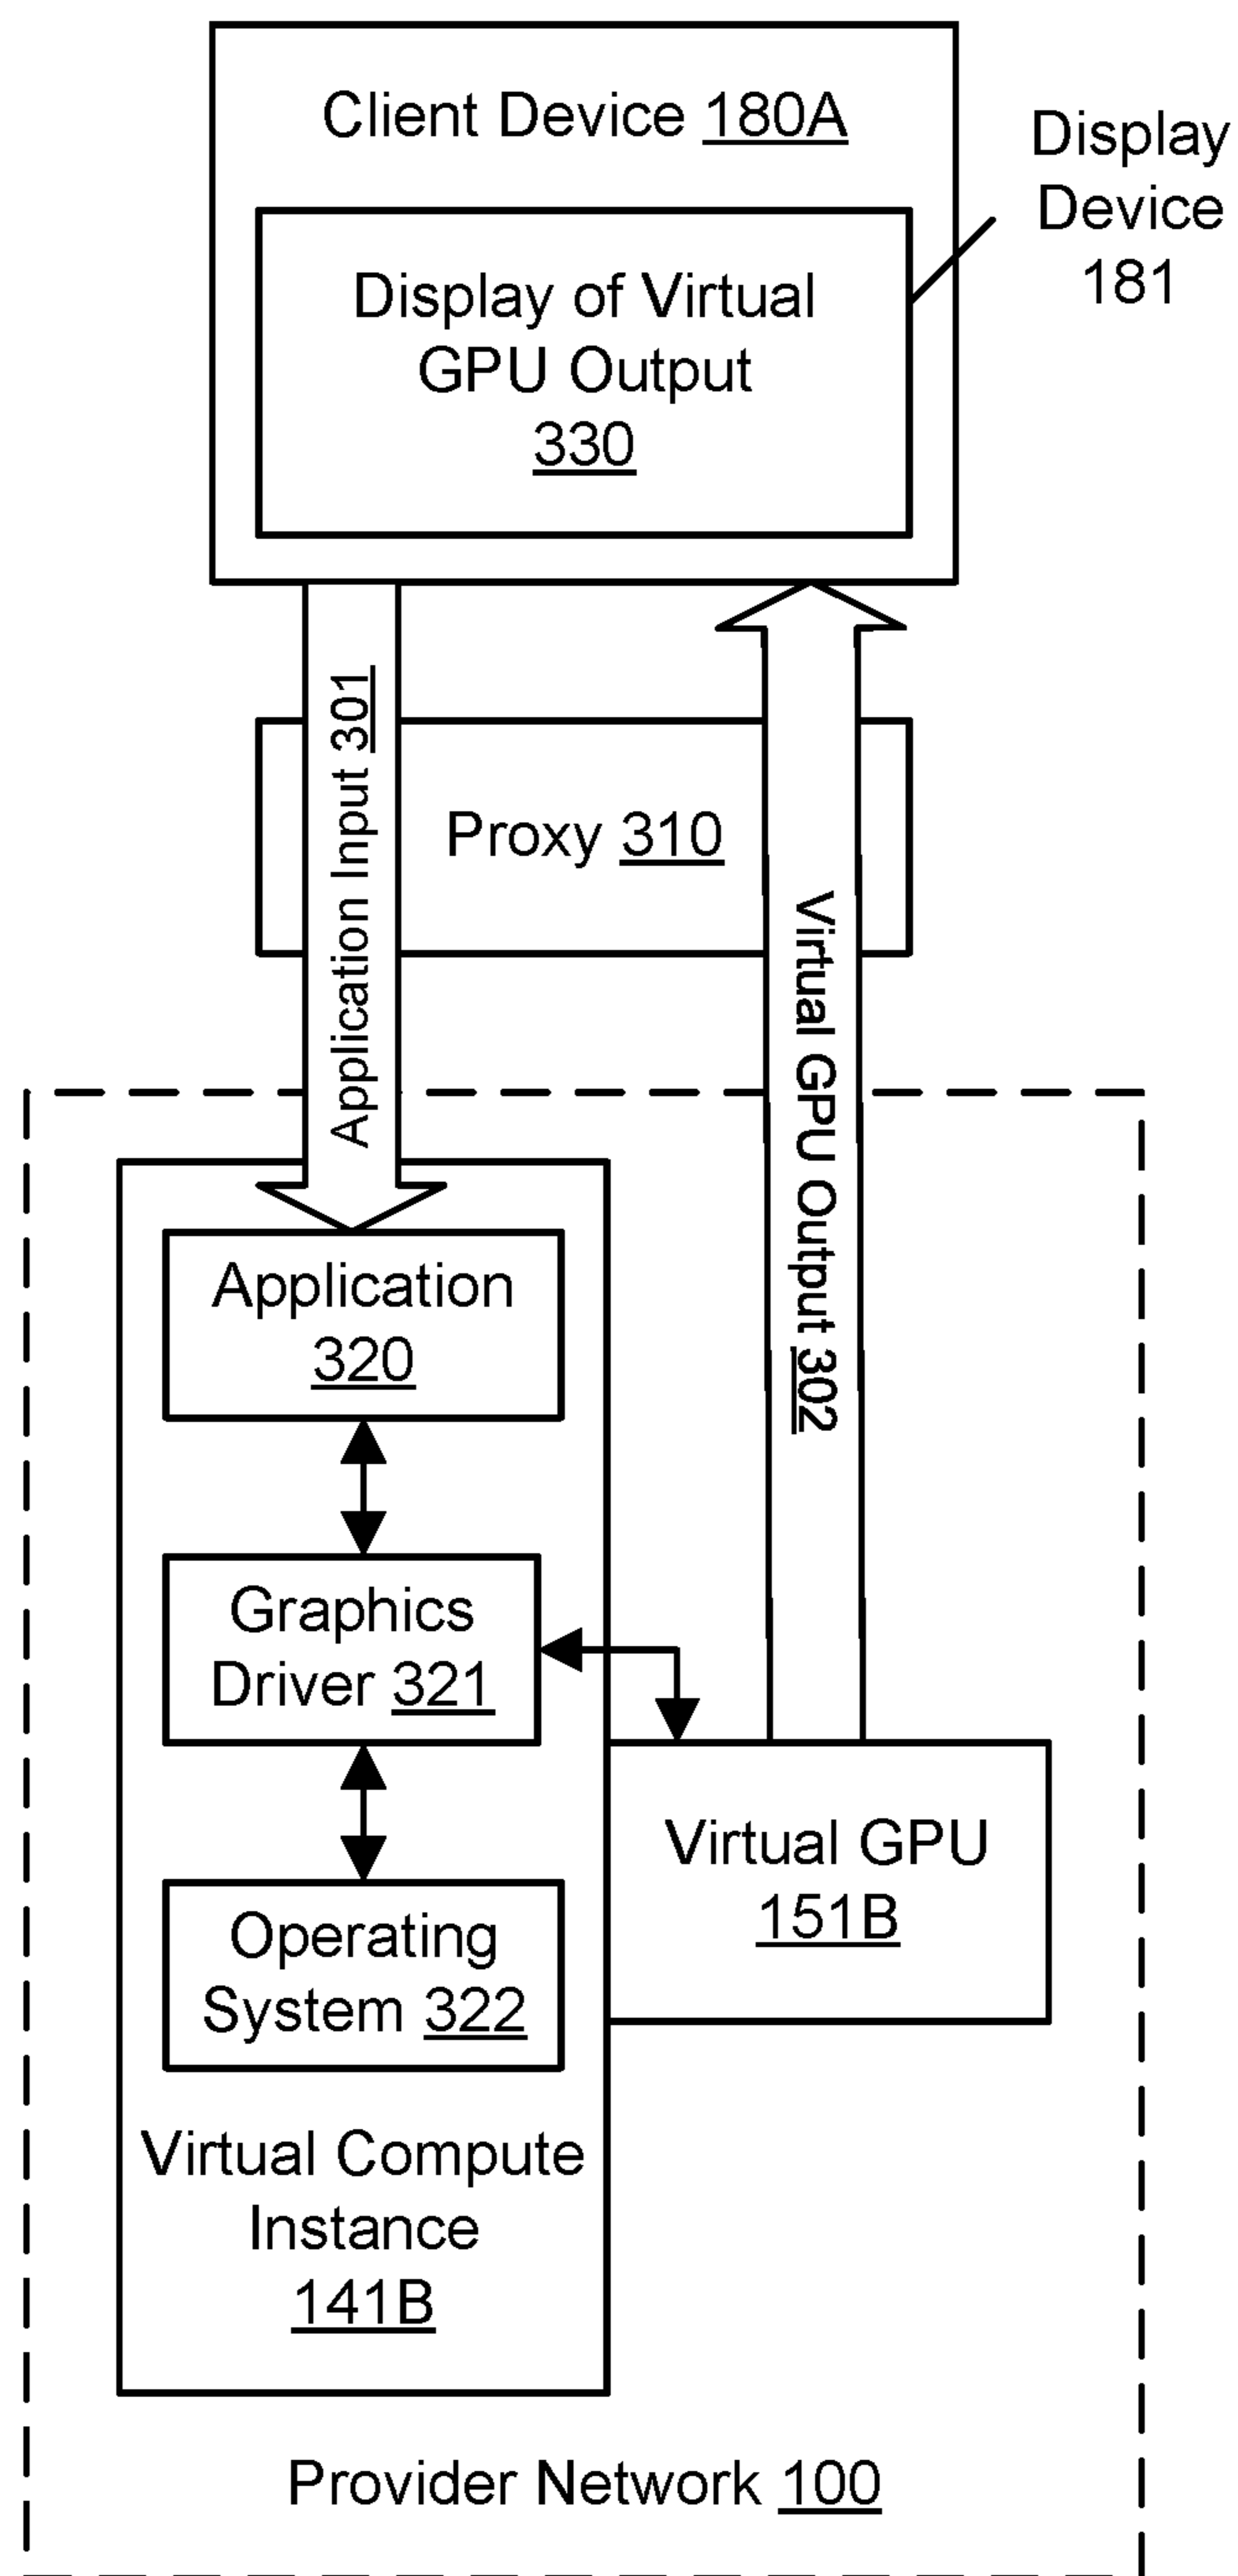 Client Device 180A
Display
Device
181
Display of Virtual
GPU Output
330
Application Input 301
Proxy 310
Virtual GPU Output 302
Application
320
Graphics
Driver 321
Virtual GPU
151B
Operating
System 322
Virtual Compute
Instance
141B
Provider Network 100